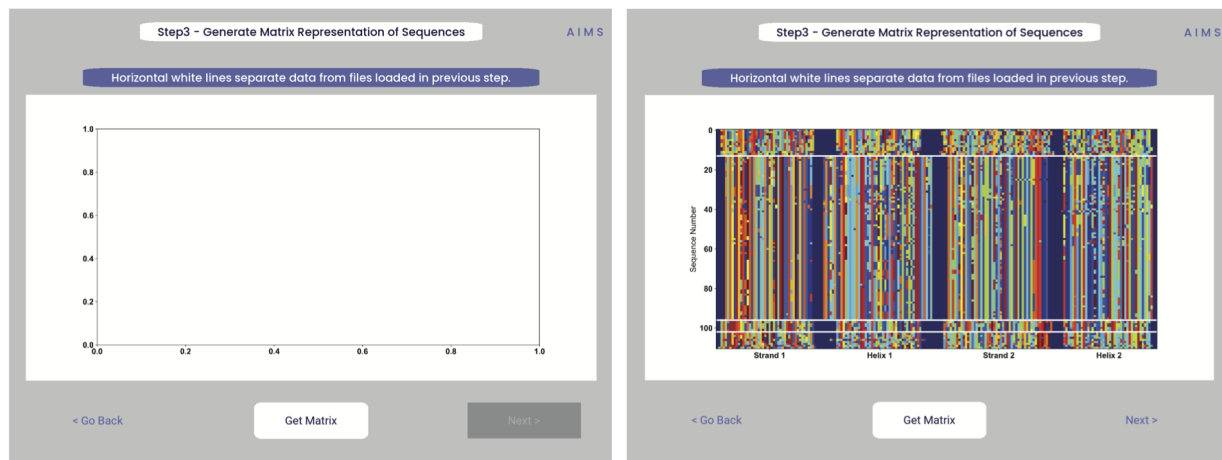 Step3 - Generate Matrix Representation of Sequences
A I M S
Horizontal white lines separate data from files loaded in previous step.
1.0
0.8
0.6
0.4
0.2
0.0
0.0 0.2 0.4 0.6 0.8 1.0
< Go Back
Get Matrix
Next >
Step3 - Generate Matrix Representation of Sequences
A I M S
Horizontal white lines separate data from files loaded in previous step.
0
20
40
60
80
100
Sequence Number
Strand 1 Helix 1 Strand 2 Helix 2
< Go Back
Get Matrix
Next >